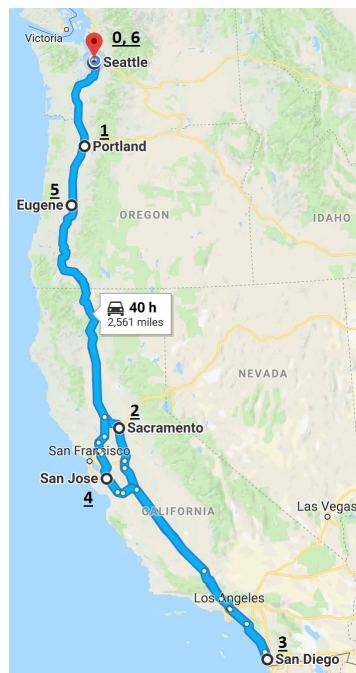 Victoria
0, 6
Seattle
1
Portland
5
Eugene
OREGON
IDAHO
40 h
2,561 miles
NEVADA
2
Sacramento
San Francisco
San Jose
4
CALIFORNIA
Las Vegas
Los Angeles
3
San Diego